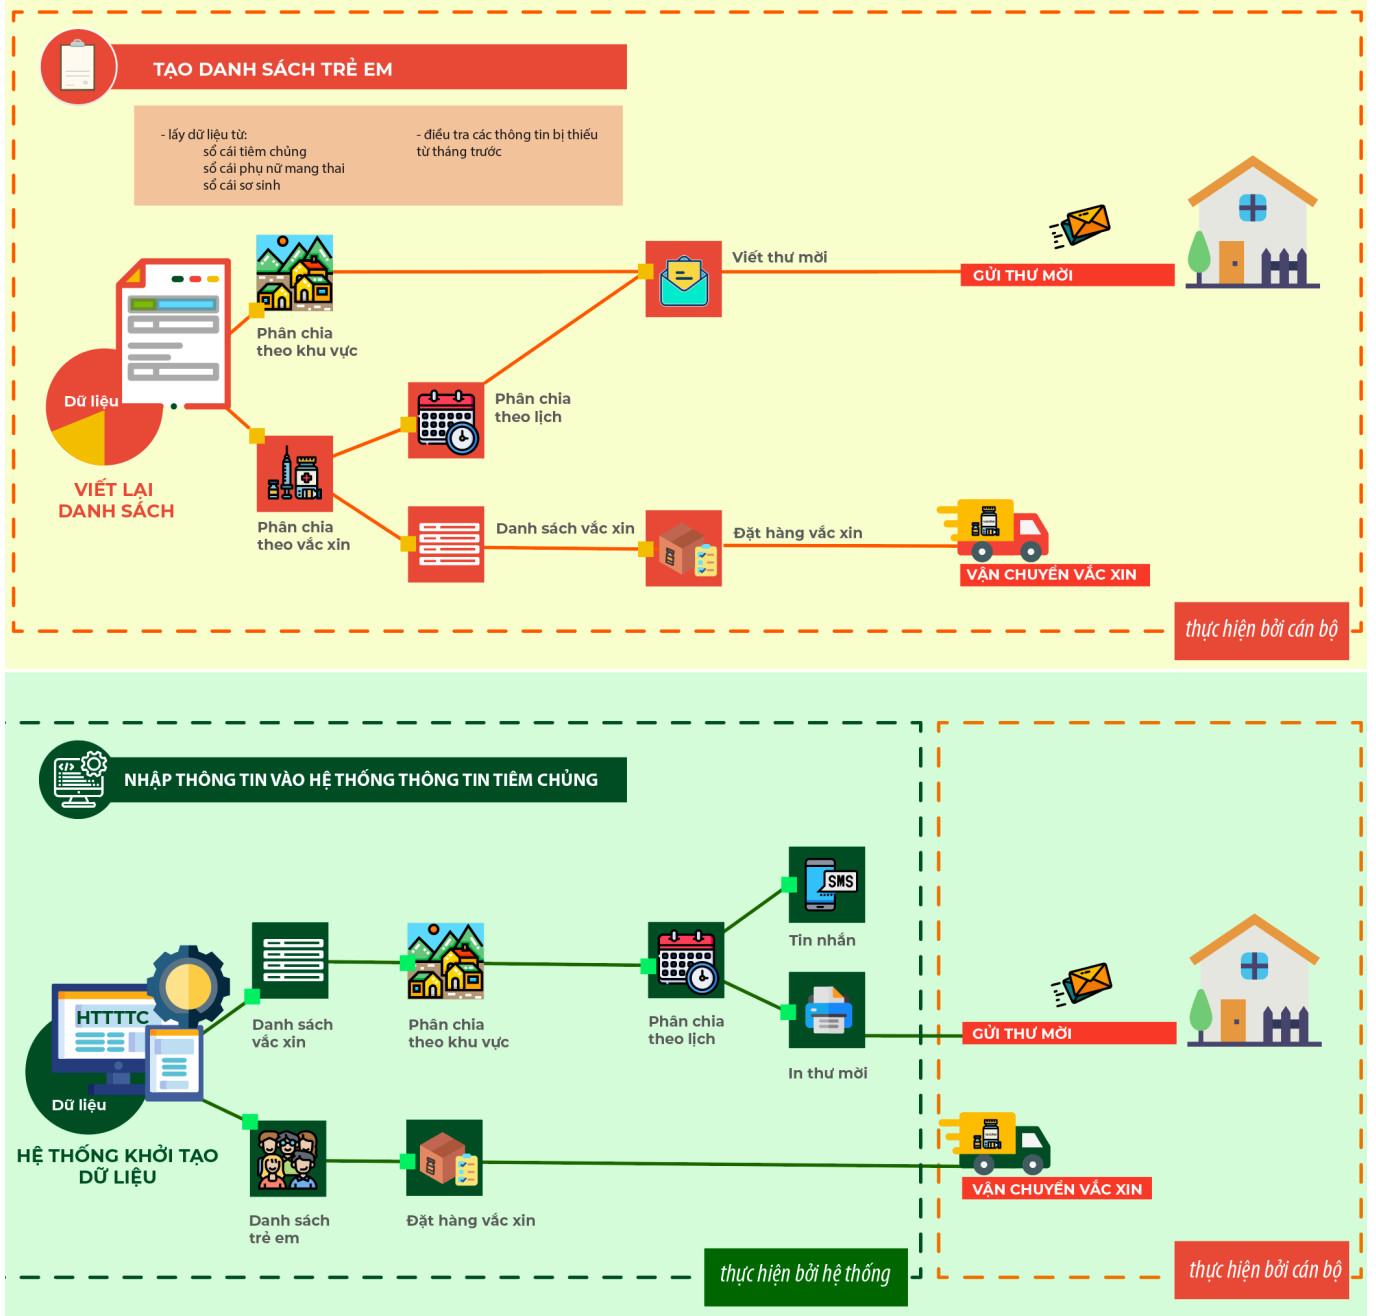 TẠO DANH SÁCH TRẺ EM
- lấy dữ liệu từ:
sổ cái tiêm chủng
sổ cái phụ nữ mang thai
sổ cái sơ sinh
- điều tra các thông tin bị thiếu
từ tháng trước
Viết thư mời
GỬI THƯ MỜI
Phân chia
theo khu vực
Dữ liệu
Phân chia
theo lịch
VIẾT LẠI
DANH SÁCH
Phân chia
theo vắc xin
Danh sách vắc xin
Đặt hàng vắc xin
VẬN CHUYỂN VẮC XIN
thực hiện bởi cán bộ
NHẬP THÔNG TIN VÀO HỆ THỐNG THÔNG TIN TIÊM CHỦNG
SMS
Tin nhắn
HTTTTC
Danh sách
vắc xin
Phân chia
theo khu vực
Phân chia
theo lịch
GỬI THƯ MỜI
In thư mời
Dữ liệu
HỆ THỐNG KHỞI TẠO
DỮ LIỆU
VẬN CHUYỂN VẮC XIN
Danh sách
trẻ em
Đặt hàng vắc xin
thực hiện bởi hệ thống
thực hiện bởi cán bộ